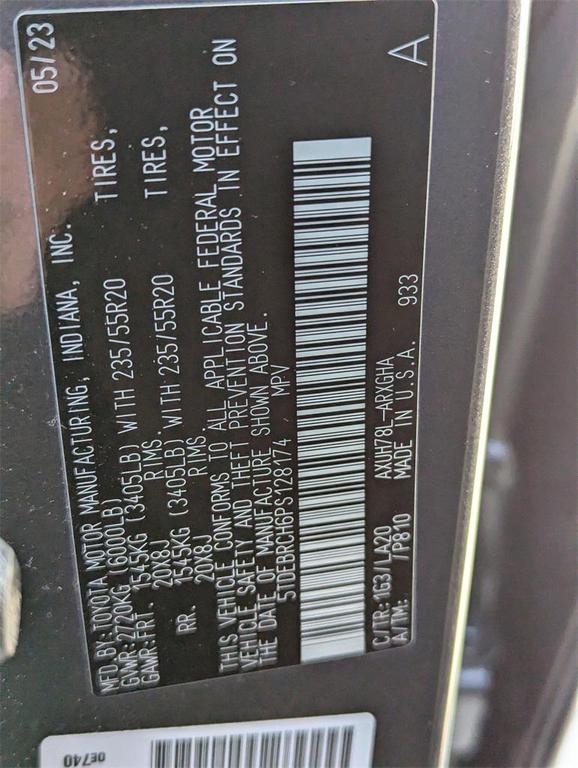 MFD.BY:TOYOTA MOTOR MANUFACTURING, INDIANA, INC. 05/23
GVWR: 2720KG (6000LB)
GAWR:FRT. 1545KG (3405LB) WITH 235/55R20 TIRES,
20X8J RIMS
RR. 1545KG (3405LB) WITH 235/55R20 TIRES,
20X8J RIMS
THIS VEHICLE CONFORMS TO ALL APPLICABLE FEDERAL MOTOR
VEHICLE SAFETY AND THEFT PREVENTION STANDARDS IN EFFECT ON
THE DATE OF MANUFACTURE SHOWN ABOVE.
5TDEBRCH6PS128174 MPV
C/TR: 1G3/LA20 AXUH78L-ARXGHA
A/TM: /P810 MADE IN U.S.A. 933 A
0E740